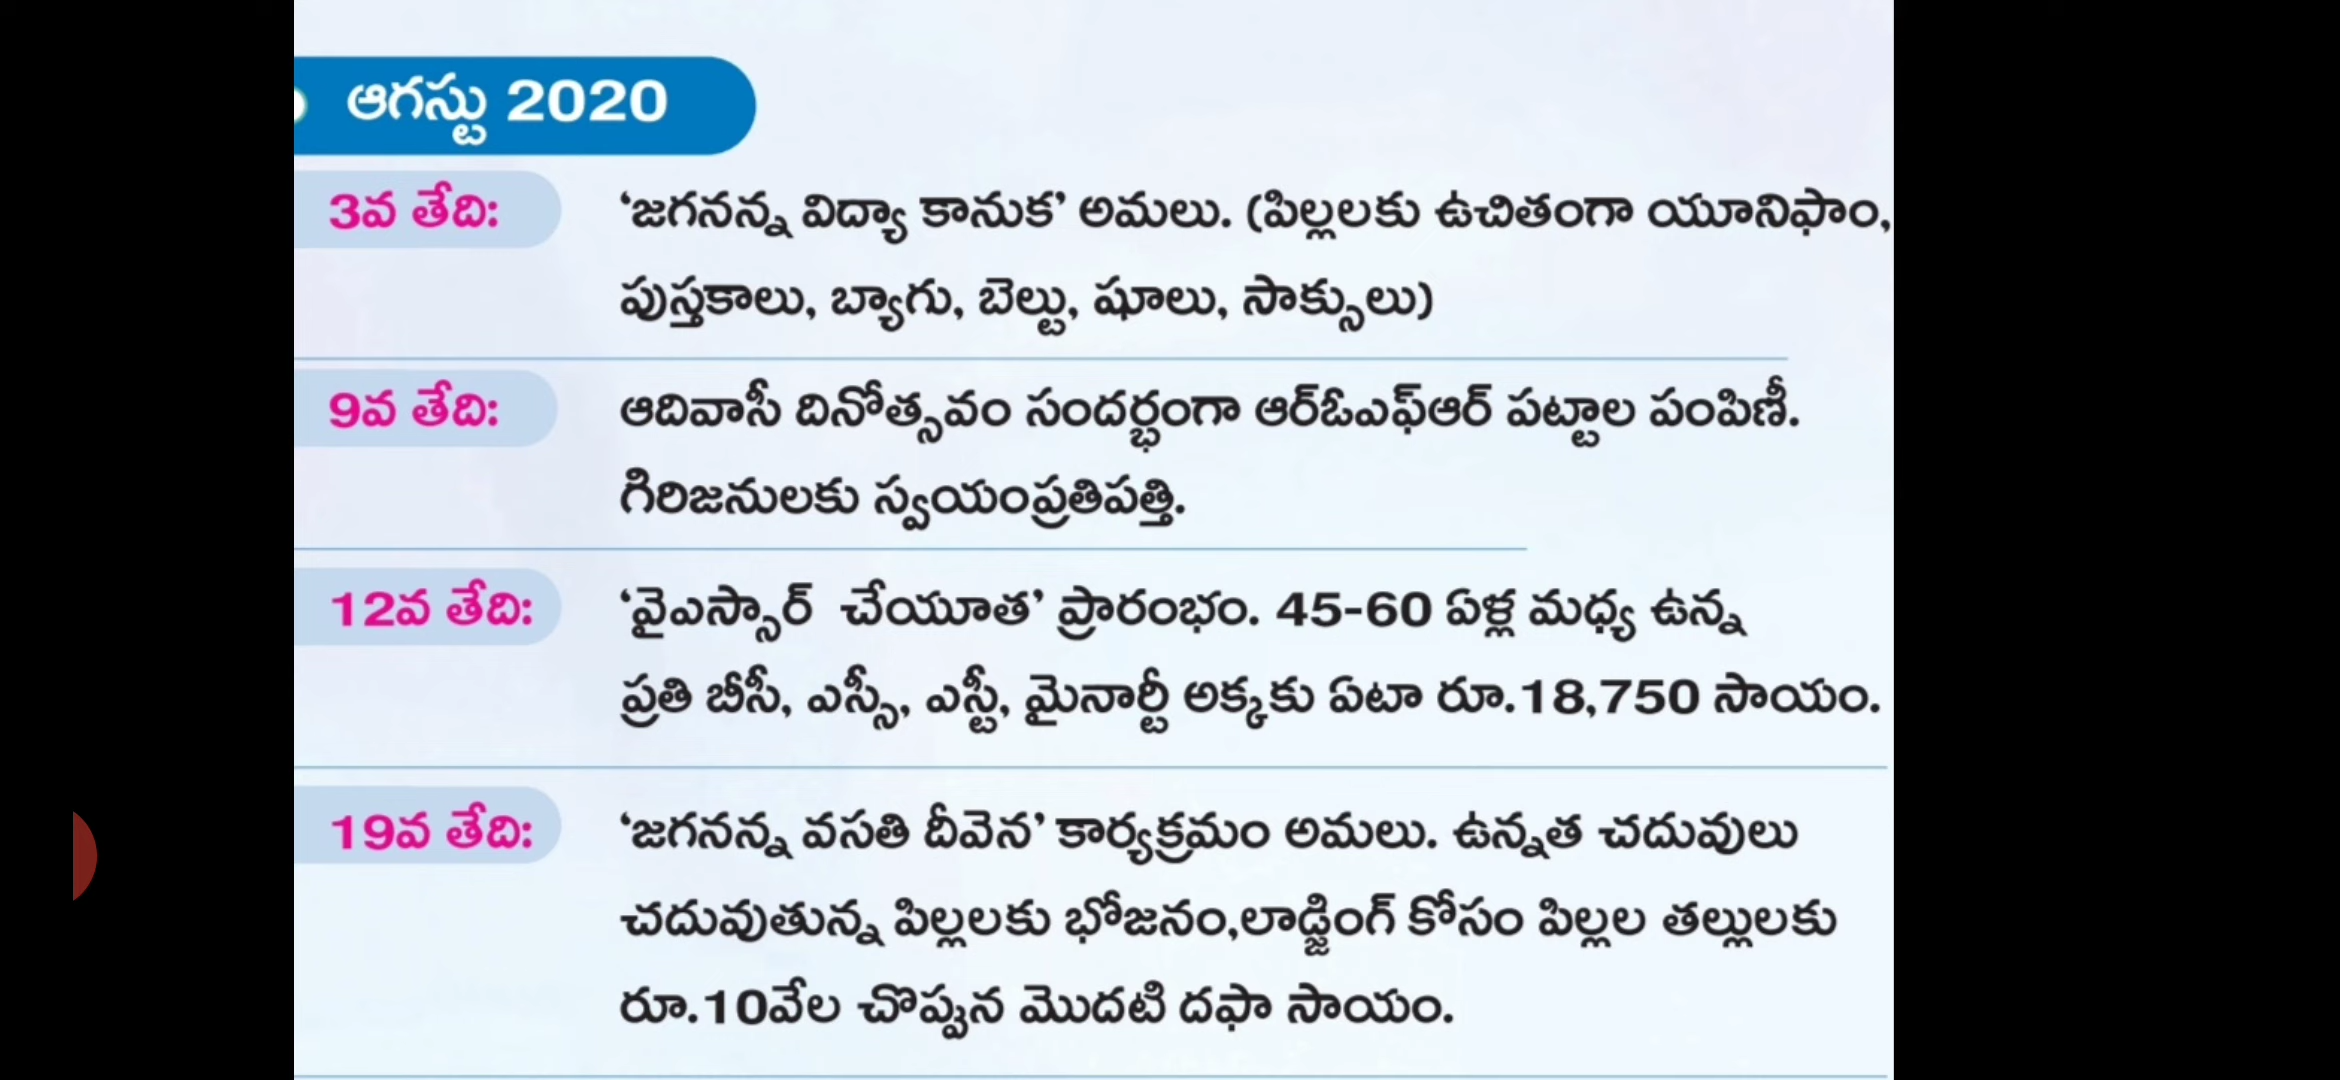 ఆగస్టు 2020
3వ తేది: ‘జగనన్న విద్యా కానుక’ అమలు. (పిల్లలకు ఉచితంగా యూనిఫాం,
పుస్తకాలు, బ్యాగు, బెల్టు, షూలు, సాక్సులు)
9వ తేది: ఆదివాసీ దినోత్సవం సందర్భంగా ఆర్ఓఎఫ్ఆర్ పట్టాల పంపిణీ.
గిరిజనులకు స్వయంప్రతిపత్తి.
12వ తేది: ‘వైఎస్సార్ చేయూత’ ప్రారంభం. 45-60 ఏళ్ల మధ్య ఉన్న
ప్రతి బీసీ, ఎస్సీ, ఎస్టీ, మైనార్టీ అక్కకు ఏటా రూ.18,750 సాయం.
19వ తేది: ‘జగనన్న వసతి దీవెన’ కార్యక్రమం అమలు. ఉన్నత చదువులు
చదువుతున్న పిల్లలకు భోజనం,లాడ్జింగ్ కోసం పిల్లల తల్లులకు
రూ.10వేల చొప్పున మొదటి దఫా సాయం.